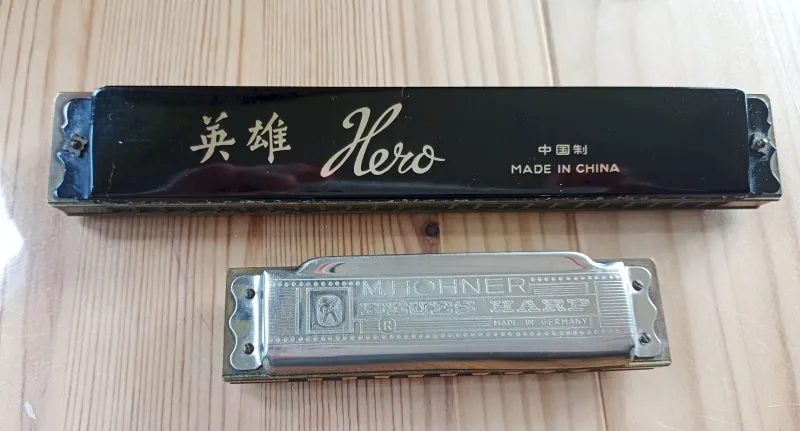 英雄 Hero
中国制
MADE IN CHINA
M. HOHNER
BLUES HARP
MADE IN GERMANY